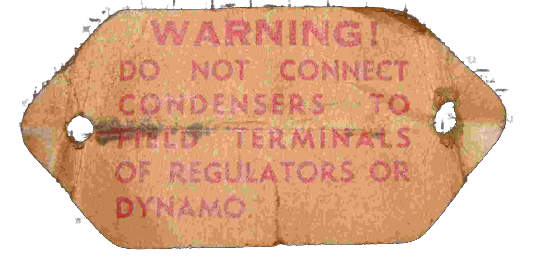 WARNING!
DO NOT CONNECT
CONDENSERS TO
FIELD TERMINALS
OF REGULATORS OR
DYNAMO